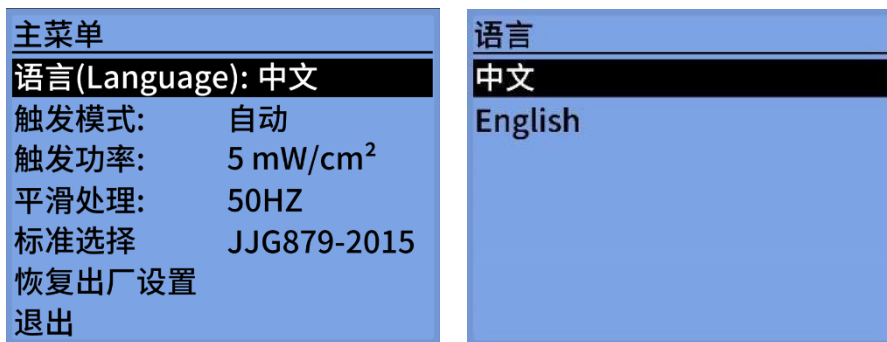 主菜单
语言(Language): 中文
触发模式: 自动
触发功率: 5 mW/cm²
平滑处理: 50HZ
标准选择 JJG879-2015
恢复出厂设置
退出
语言
中文
English